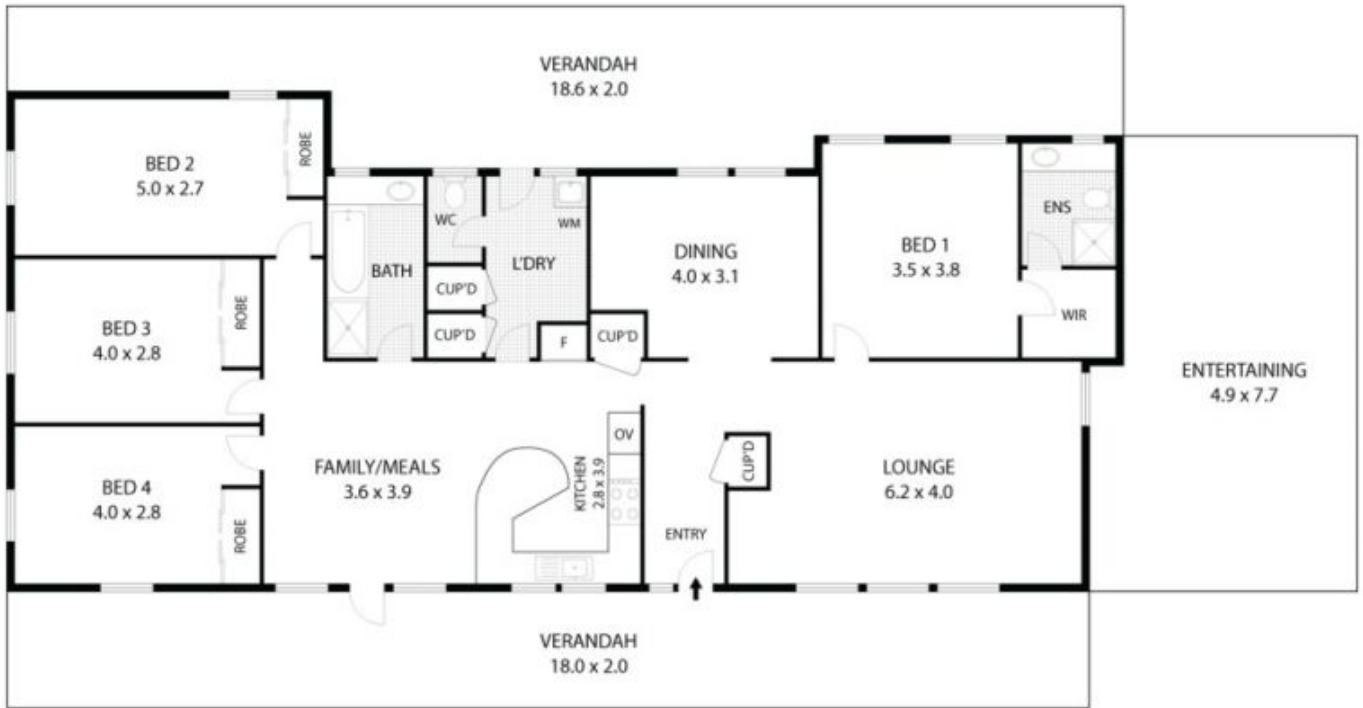 VERANDAH
18.6 x 2.0
BED 2
5.0 x 2.7
ROBE
WC
WM
BATH
L'DRY
CUP'D
CUP'D
F
CUP'D
DINING
4.0 x 3.1
BED 1
3.5 x 3.8
ENS
WIR
BED 3
4.0 x 2.8
ROBE
ENTERTAINING
4.9 x 7.7
BED 4
4.0 x 2.8
ROBE
FAMILY/MEALS
3.6 x 3.9
OV
KITCHEN
2.8 x 3.9
CUP'D
ENTRY
LOUNGE
6.2 x 4.0
VERANDAH
18.0 x 2.0